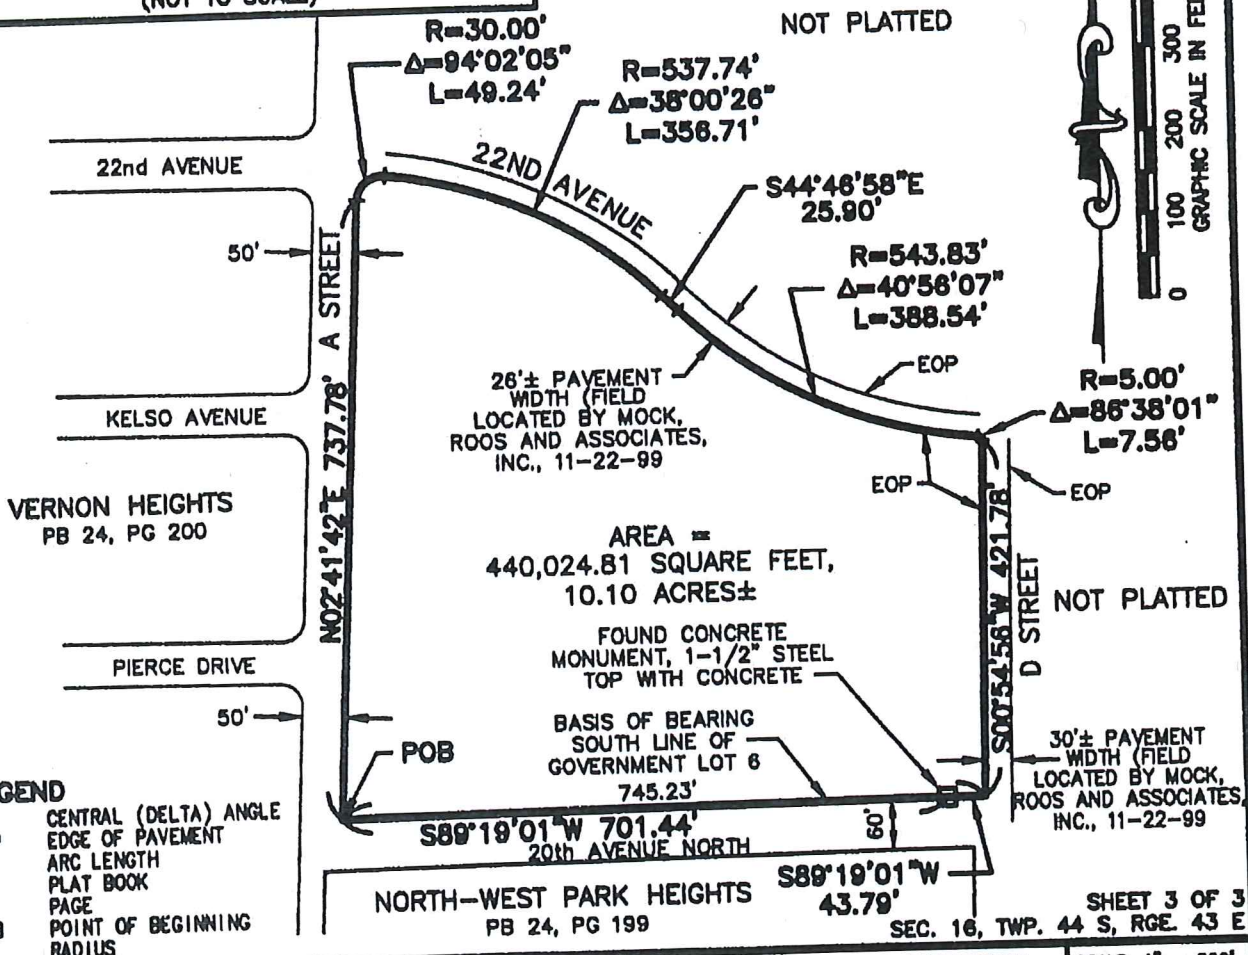 NOT PLATTED
R=30.00'
Δ=94°02'05"
L=49.24'
R=537.74'
Δ=38°00'26"
L=356.71'
300
200
100
0
GRAPHIC SCALE IN
22nd AVENUE
22ND AVENUE
S44°46'58"E
25.90'
50'
A STREET
R=543.83'
Δ=40°56'07"
L=388.54'
EOP
26'± PAVEMENT
WIDTH (FIELD
LOCATED BY MOCK,
ROOS AND ASSOCIATES,
INC., 11-22-99
R=5.00'
Δ=86°38'01"
L=7.56'
KELSO AVENUE
N02°41'42"E 737.78'
EOP
EOP
VERNON HEIGHTS
PB 24, PG 200
AREA =
440,024.81 SQUARE FEET,
10.10 ACRES±
S00°54'56"W 421.78'
D STREET
NOT PLATTED
FOUND CONCRETE
MONUMENT, 1-1/2" STEEL
TOP WITH CONCRETE
PIERCE DRIVE
50'
POB
BASIS OF BEARING
SOUTH LINE OF
GOVERNMENT LOT 6
745.23'
30'± PAVEMENT
WIDTH (FIELD
LOCATED BY MOCK,
ROOS AND ASSOCIATES,
INC., 11-22-99
S89°19'01"W 701.44'
20th AVENUE NORTH
60'
S89°19'01"W
43.79'
NORTH-WEST PARK HEIGHTS
PB 24, PG 199
CENTRAL (DELTA) ANGLE
EDGE OF PAVEMENT
ARC LENGTH
PLAT BOOK
PAGE
POINT OF BEGINNING
RADIUS
SHEET 3 OF 3
SEC. 16, TWP. 44 S, RGE. 43 E